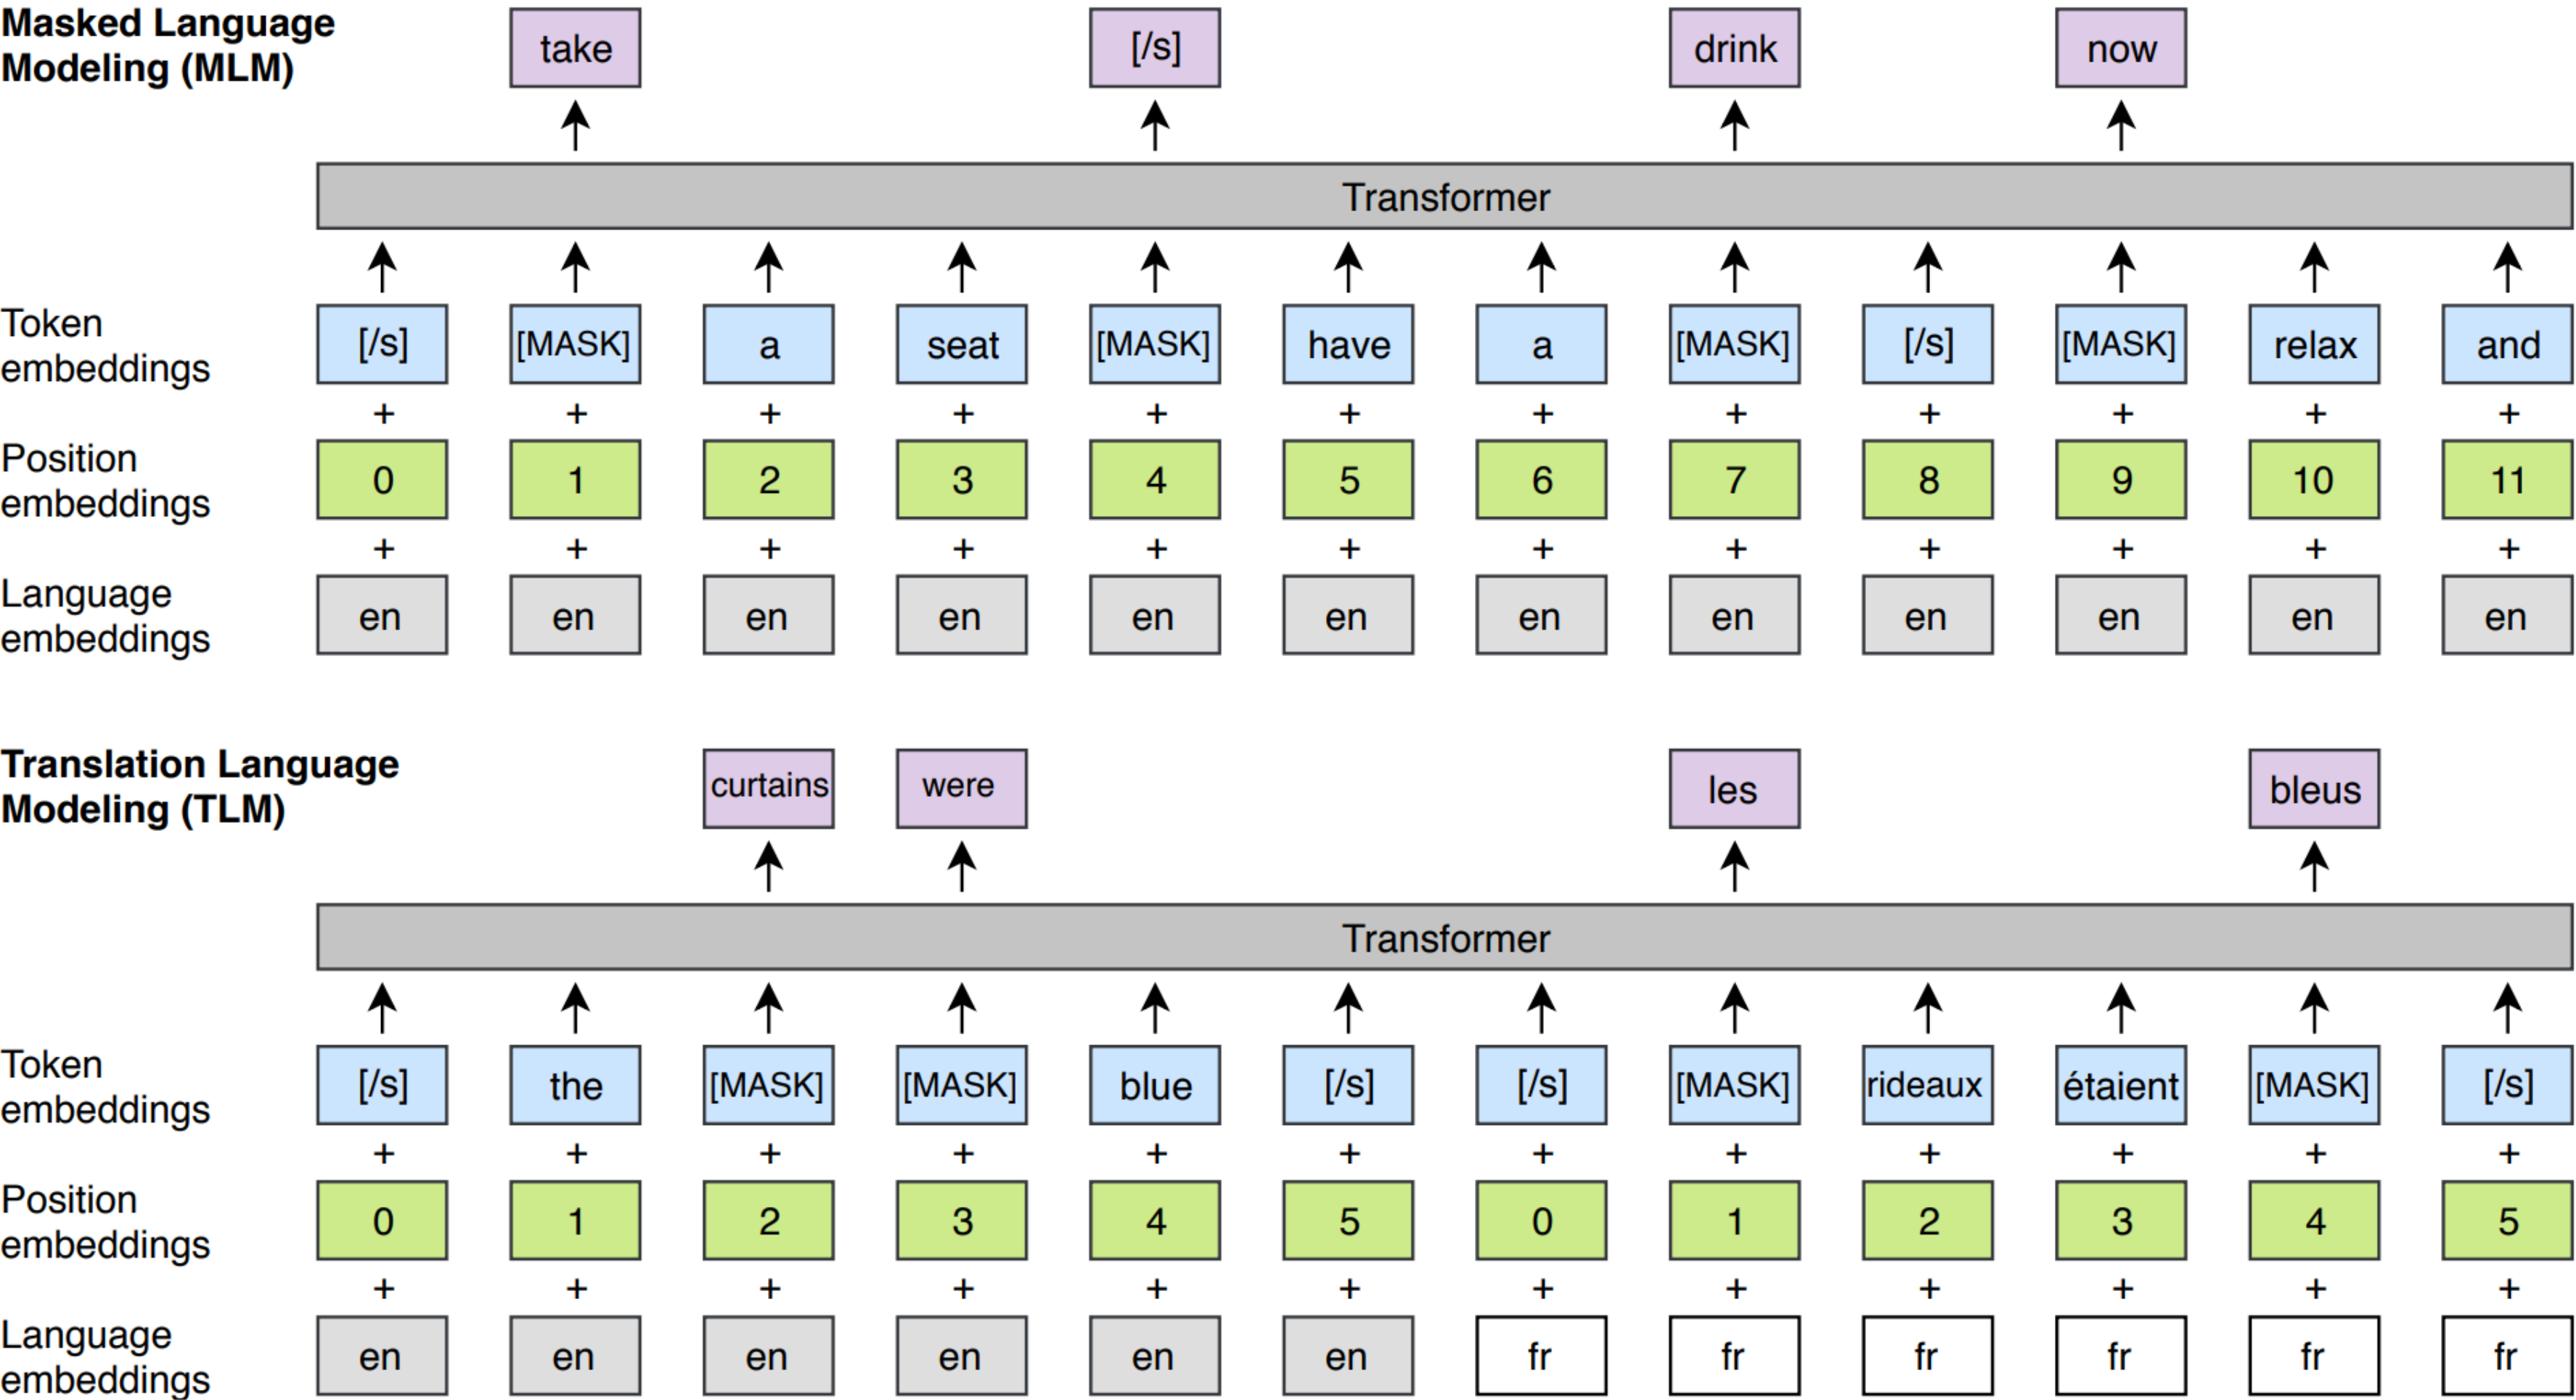 Masked Language
Modeling (MLM)
take [/s] drink now
Transformer
Token
embeddings
[/s] [MASK] a seat [MASK] have a [MASK] [/s] [MASK] relax and
+ + + + + + + + + + + +
Position
embeddings
0 1 2 3 4 5 6 7 8 9 10 11
+ + + + + + + + + + + +
Language
embeddings
en en en en en en en en en en en en
Translation Language
Modeling (TLM)
curtains were les bleus
Transformer
Token
embeddings
[/s] the [MASK] [MASK] blue [/s] [/s] [MASK] rideaux étaient [MASK] [/s]
+ + + + + + + + + + + +
Position
embeddings
0 1 2 3 4 5 0 1 2 3 4 5
+ + + + + + + + + + + +
Language
embeddings
en en en en en en fr fr fr fr fr fr